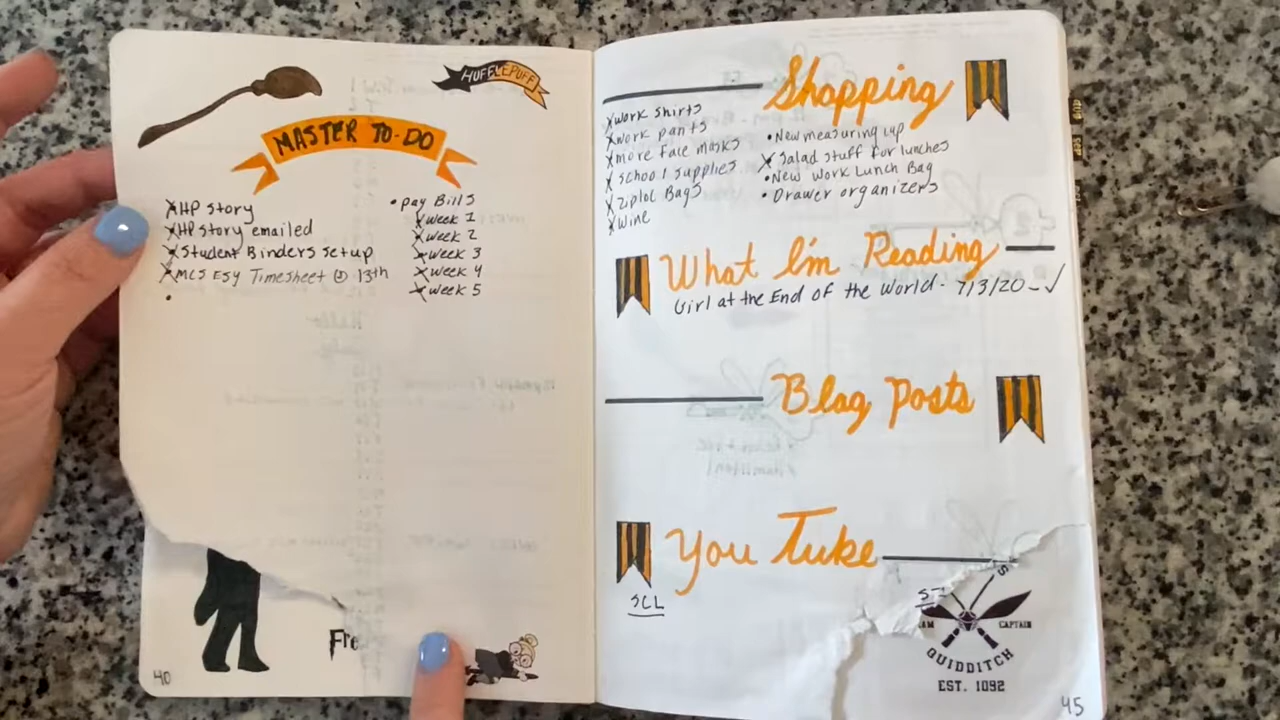 HUFFLEPUFF
MASTER TO-DO
HP Story
HP Story emailed
Student Binders setup
MCS ESY Timesheet @ 13th
• pay Bills
week 1
week 2
week 3
week 4
week 5
Fre
40
Shopping
work shirts
work pants
more face masks
school supplies
ziploc Bags
wine
• New measuring cup
Salad stuff for lunches
• New work Lunch Bag
• Drawer organizers
What I'm Reading
Girl at the End of the World - 7/3/20 - ✓
Blog Posts
You Tube
SCL
CAPTAIN
QUIDDITCH
EST. 1092
45